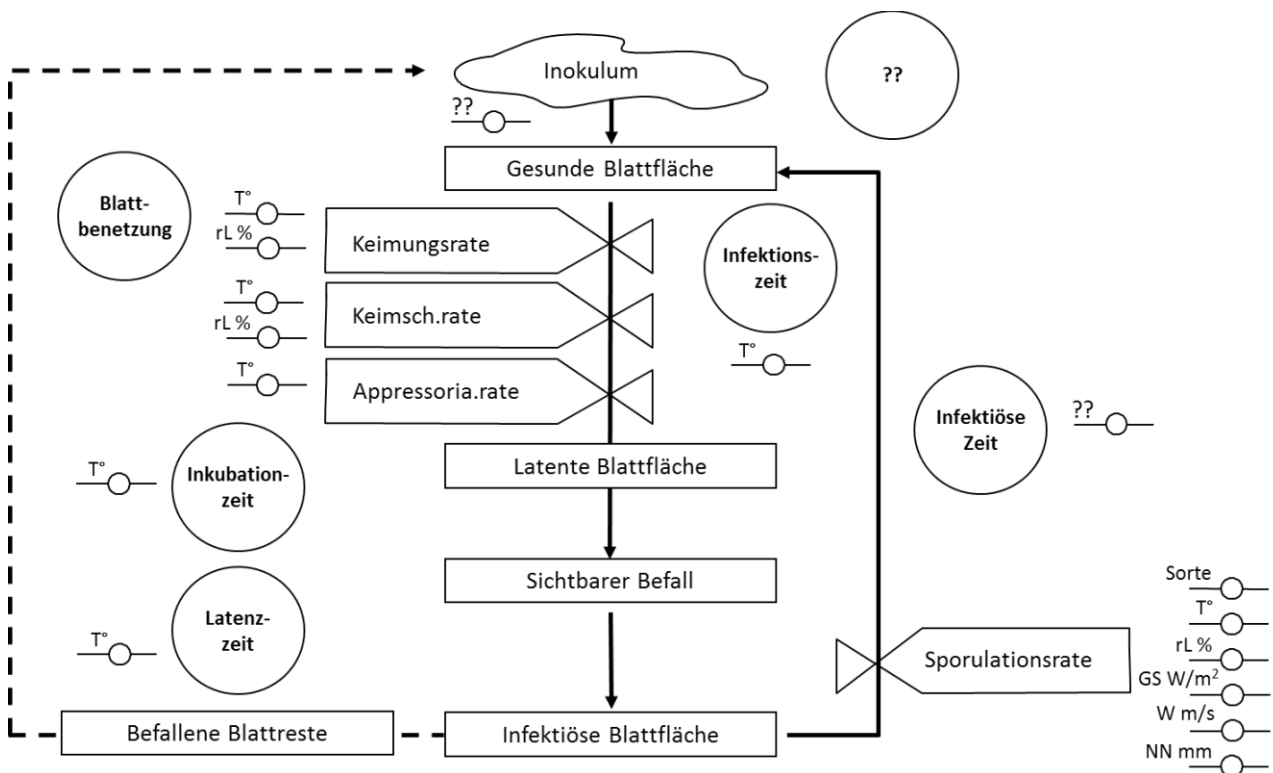 Inokulum
??
??
Gesunde Blattfläche
Blatt-
benetzung
T°
rL %
Keimungsrate
Infektions-
zeit
T°
T°
rL %
Keimsch.rate
T°
Appressoria.rate
Infektiöse
Zeit
??
Latente Blattfläche
T°
Inkubation-
zeit
Sichtbarer Befall
T°
Latenz-
zeit
Sporulationsrate
Sorte
T°
rL %
GS W/m²
W m/s
NN mm
Befallene Blattreste
Infektiöse Blattfläche